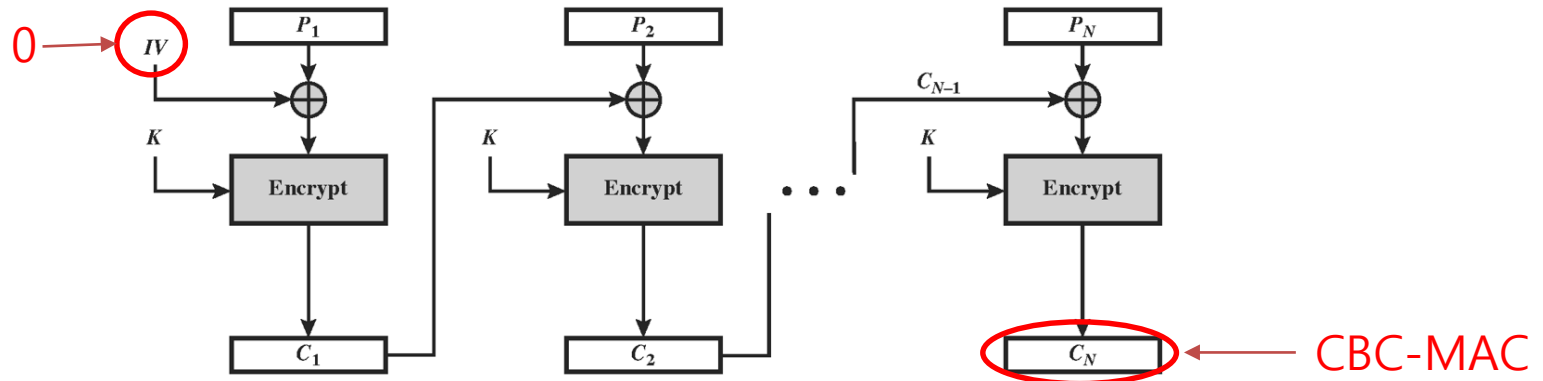 0
IV
P1
P2
PN
CN–1
K
K
K
Encrypt
Encrypt
Encrypt
C1
C2
CN
CBC-MAC